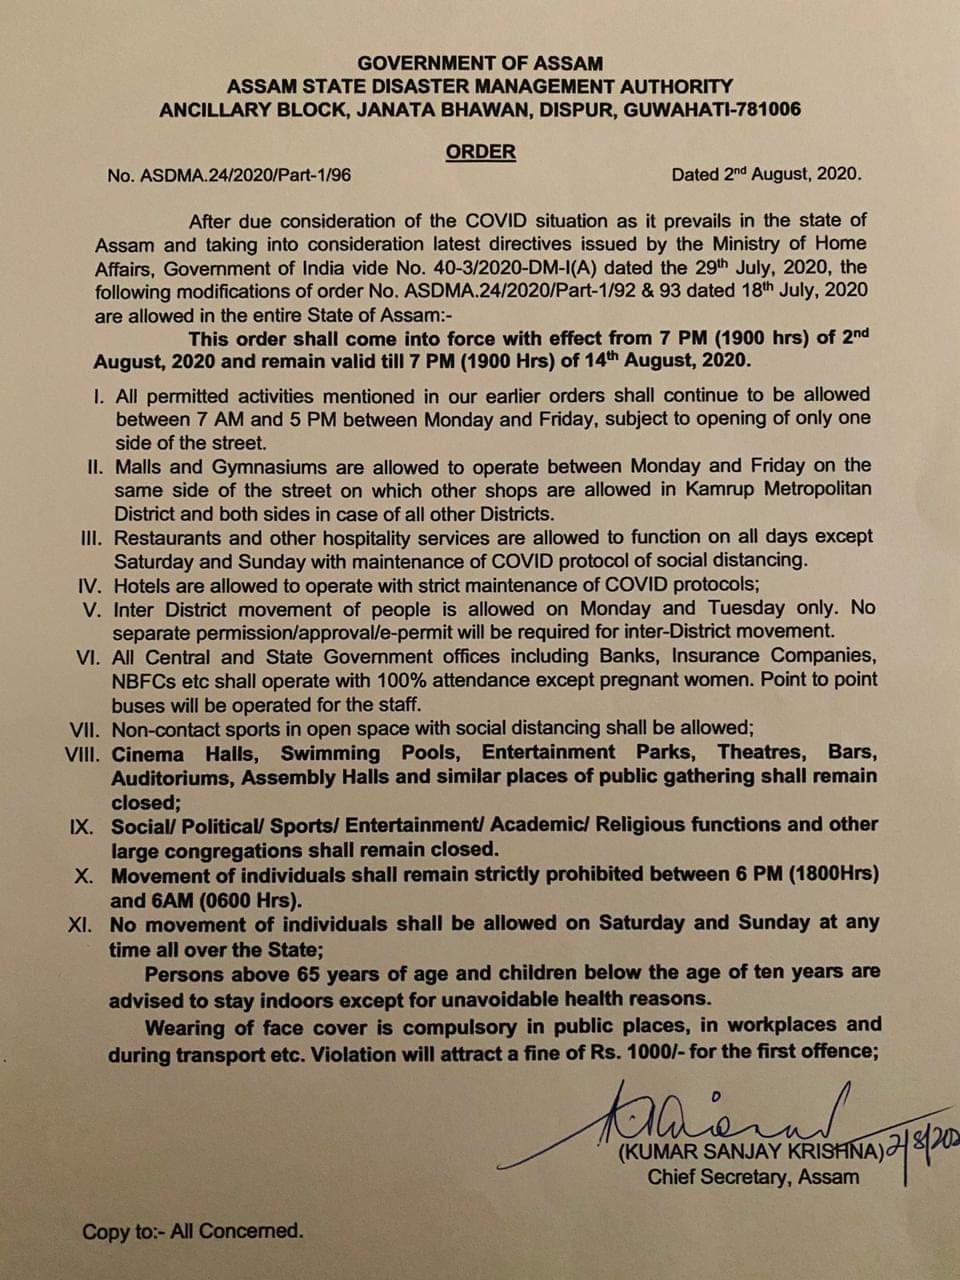 GOVERNMENT OF ASSAM
ASSAM STATE DISASTER MANAGEMENT AUTHORITY
ANCILLARY BLOCK, JANATA BHAWAN, DISPUR, GUWAHATI-781006
ORDER
No. ASDMA.24/2020/Part-1/96 Dated 2nd August, 2020.
After due consideration of the COVID situation as it prevails in the state of
Assam and taking into consideration latest directives issued by the Ministry of Home
Affairs, Government of India vide No. 40-3/2020-DM-I(A) dated the 29th July, 2020, the
following modifications of order No. ASDMA.24/2020/Part-1/92 & 93 dated 18th July, 2020
are allowed in the entire State of Assam:-
This order shall come into force with effect from 7 PM (1900 hrs) of 2nd
August, 2020 and remain valid till 7 PM (1900 Hrs) of 14th August, 2020.
I. All permitted activities mentioned in our earlier orders shall continue to be allowed
between 7 AM and 5 PM between Monday and Friday, subject to opening of only one
side of the street.
II. Malls and Gymnasiums are allowed to operate between Monday and Friday on the
same side of the street on which other shops are allowed in Kamrup Metropolitan
District and both sides in case of all other Districts.
III. Restaurants and other hospitality services are allowed to function on all days except
Saturday and Sunday with maintenance of COVID protocol of social distancing.
IV. Hotels are allowed to operate with strict maintenance of COVID protocols;
V. Inter District movement of people is allowed on Monday and Tuesday only. No
separate permission/approval/e-permit will be required for inter-District movement.
VI. All Central and State Government offices including Banks, Insurance Companies,
NBFCs etc shall operate with 100% attendance except pregnant women. Point to point
buses will be operated for the staff.
VII. Non-contact sports in open space with social distancing shall be allowed;
VIII. Cinema Halls, Swimming Pools, Entertainment Parks, Theatres, Bars,
Auditoriums, Assembly Halls and similar places of public gathering shall remain
closed;
IX. Social/ Political/ Sports/ Entertainment/ Academic/ Religious functions and other
large congregations shall remain closed.
X. Movement of individuals shall remain strictly prohibited between 6 PM (1800Hrs)
and 6AM (0600 Hrs).
XI. No movement of individuals shall be allowed on Saturday and Sunday at any
time all over the State;
Persons above 65 years of age and children below the age of ten years are
advised to stay indoors except for unavoidable health reasons.
Wearing of face cover is compulsory in public places, in workplaces and
during transport etc. Violation will attract a fine of Rs. 1000/- for the first offence;
(KUMAR SANJAY KRISHNA) 2/8/202
Chief Secretary, Assam
Copy to:- All Concerned.